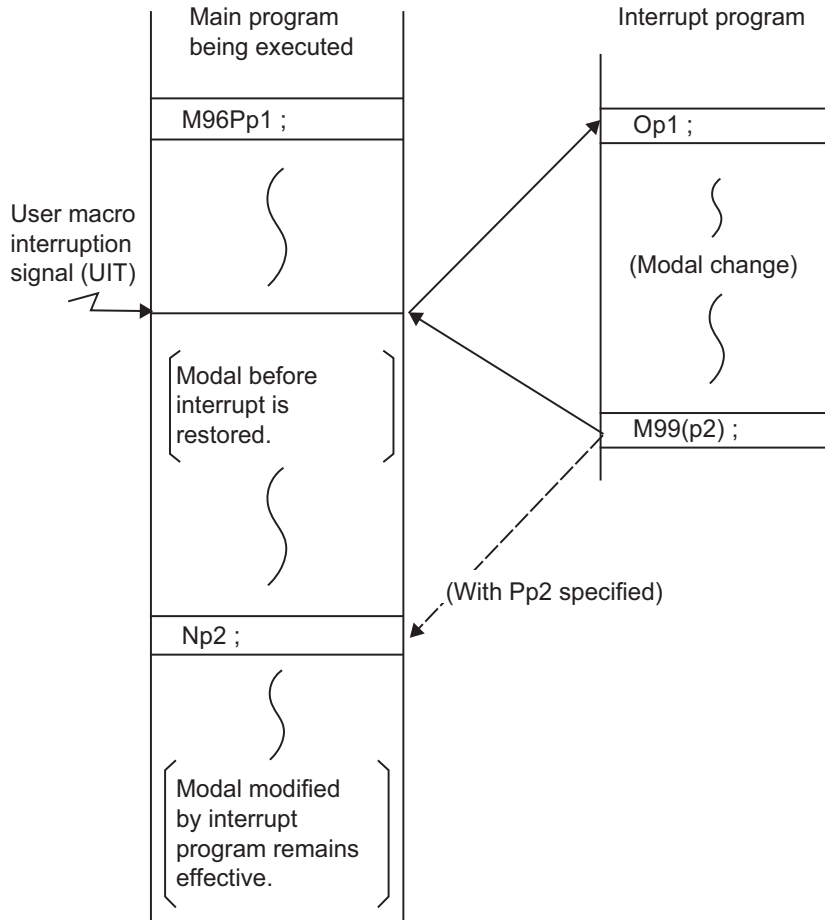 Main program
being executed
Interrupt program
M96Pp1 ;
Op1 ;
User macro
interruption
signal (UIT)
(Modal change)
Modal before
interrupt is
restored.
M99(p2) ;
(With Pp2 specified)
Np2 ;
Modal modified
by interrupt
program remains
effective.